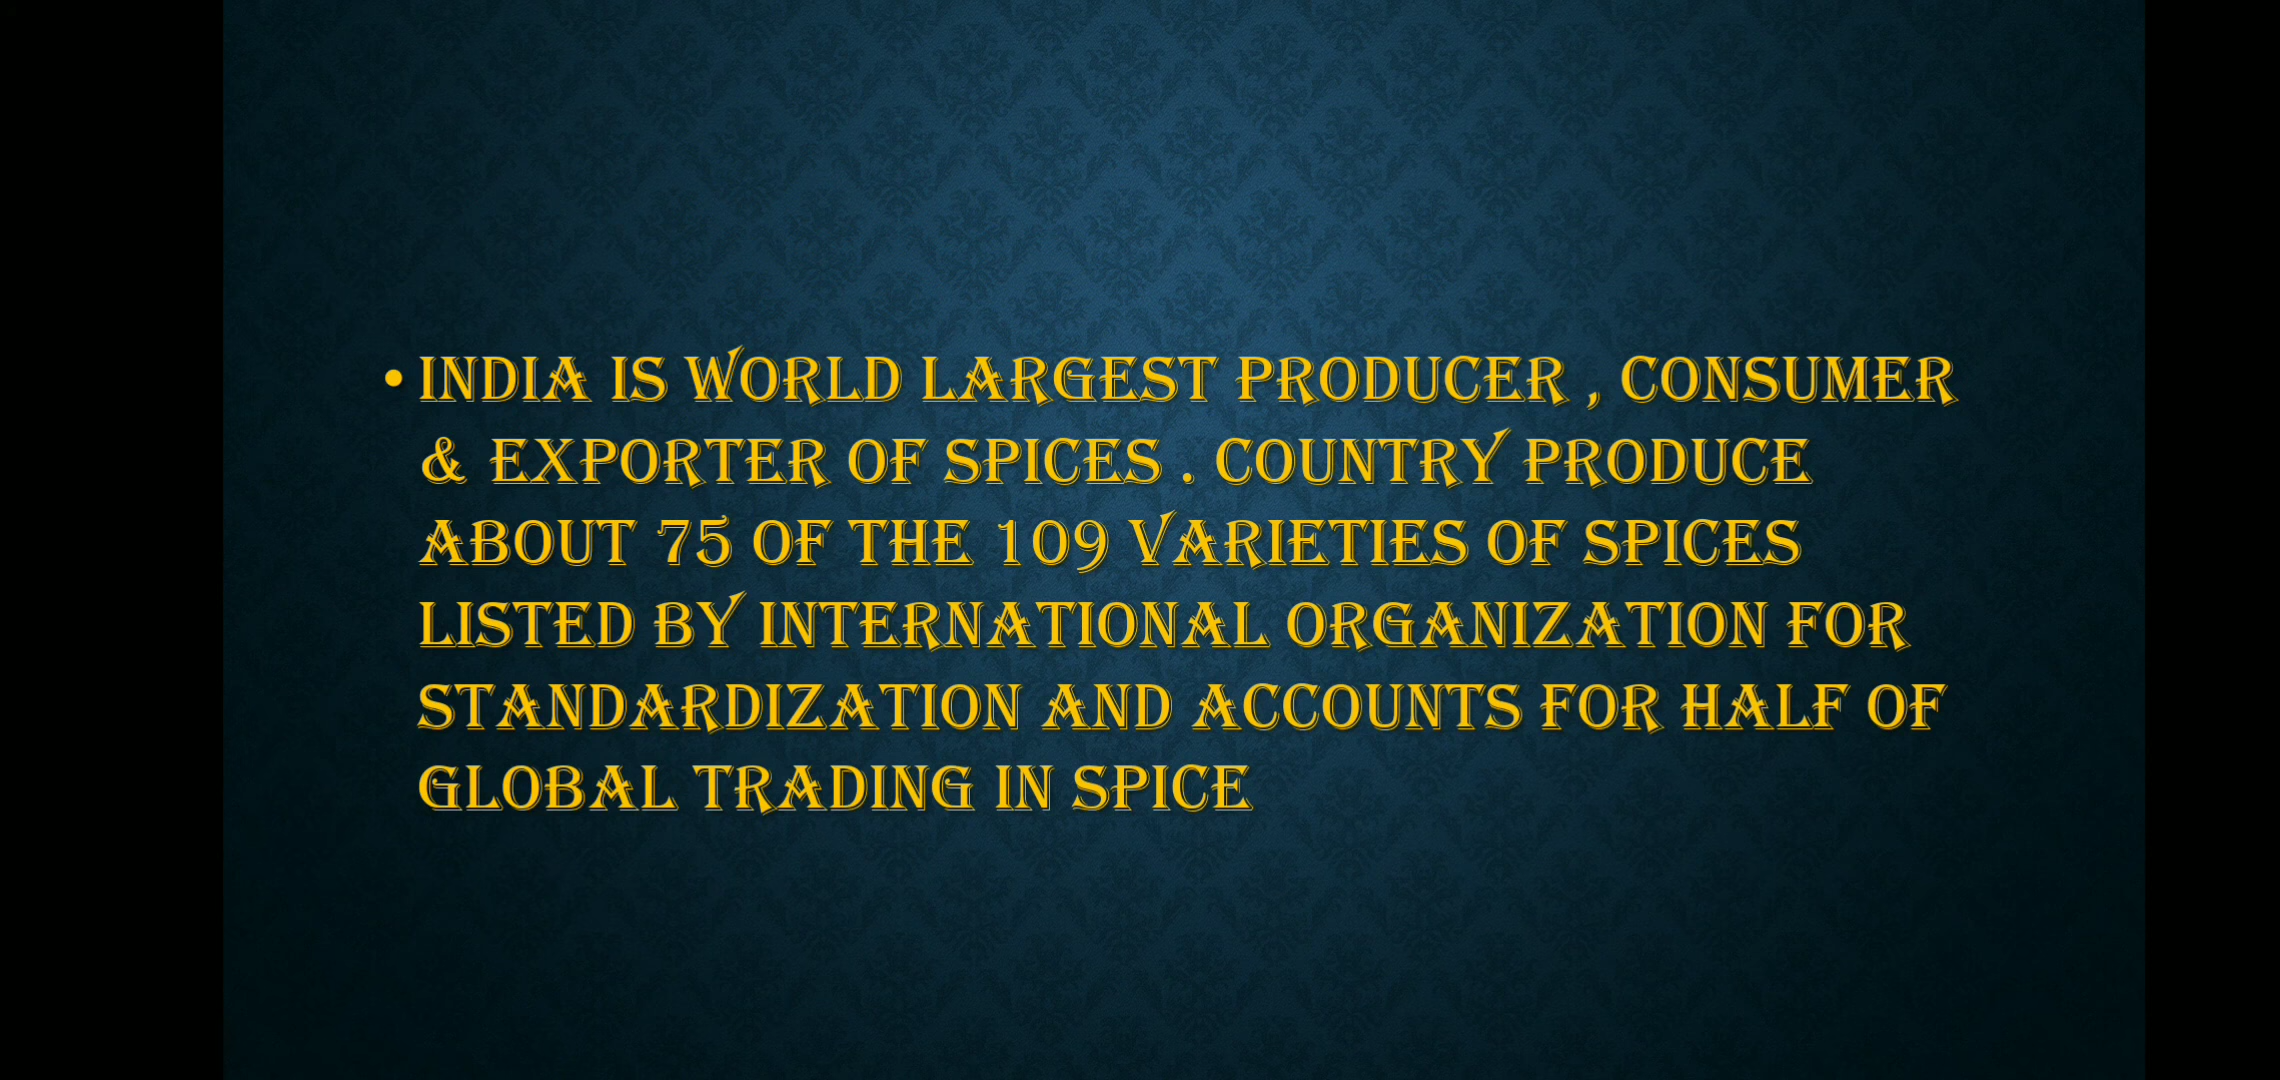 • INDIA IS WORLD LARGEST PRODUCER , CONSUMER
& EXPORTER OF SPICES . COUNTRY PRODUCE
ABOUT 75 OF THE 109 VARIETIES OF SPICES
LISTED BY INTERNATIONAL ORGANIZATION FOR
STANDARDIZATION AND ACCOUNTS FOR HALF OF
GLOBAL TRADING IN SPICE